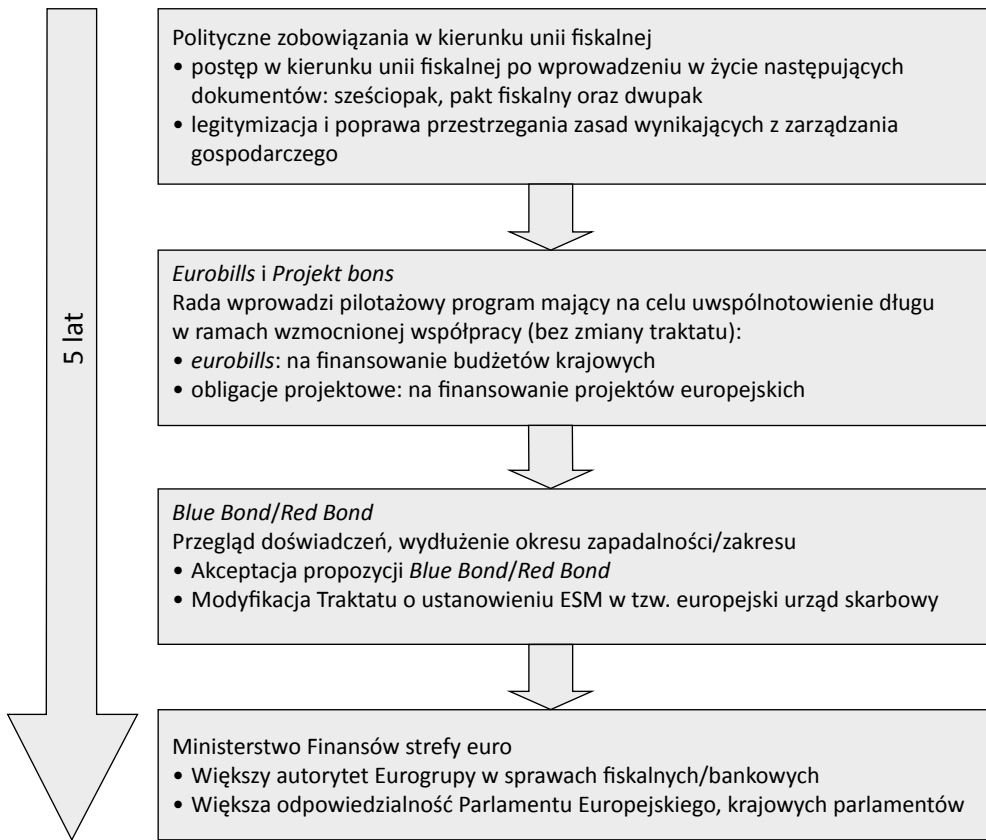 5 lat
Polityczne zobowiązania w kierunku unii fiskalnej
• postęp w kierunku unii fiskalnej po wprowadzeniu w życie następujących
dokumentów: sześciopak, pakt fiskalny oraz dwupak
• legitymizacja i poprawa przestrzegania zasad wynikających z zarządzania
gospodarczego
Eurobills i Projekt bons
Rada wprowadzi pilotażowy program mający na celu uwspólnotowienie długu
w ramach wzmocnionej współpracy (bez zmiany traktatu):
• eurobills: na finansowanie budżetów krajowych
• obligacje projektowe: na finansowanie projektów europejskich
Blue Bond/Red Bond
Przegląd doświadczeń, wydłużenie okresu zapadalności/zakresu
• Akceptacja propozycji Blue Bond/Red Bond
• Modyfikacja Traktatu o ustanowieniu ESM w tzw. europejski urząd skarbowy
Ministerstwo Finansów strefy euro
• Większy autorytet Eurogrupy w sprawach fiskalnych/bankowych
• Większa odpowiedzialność Parlamentu Europejskiego, krajowych parlamentów